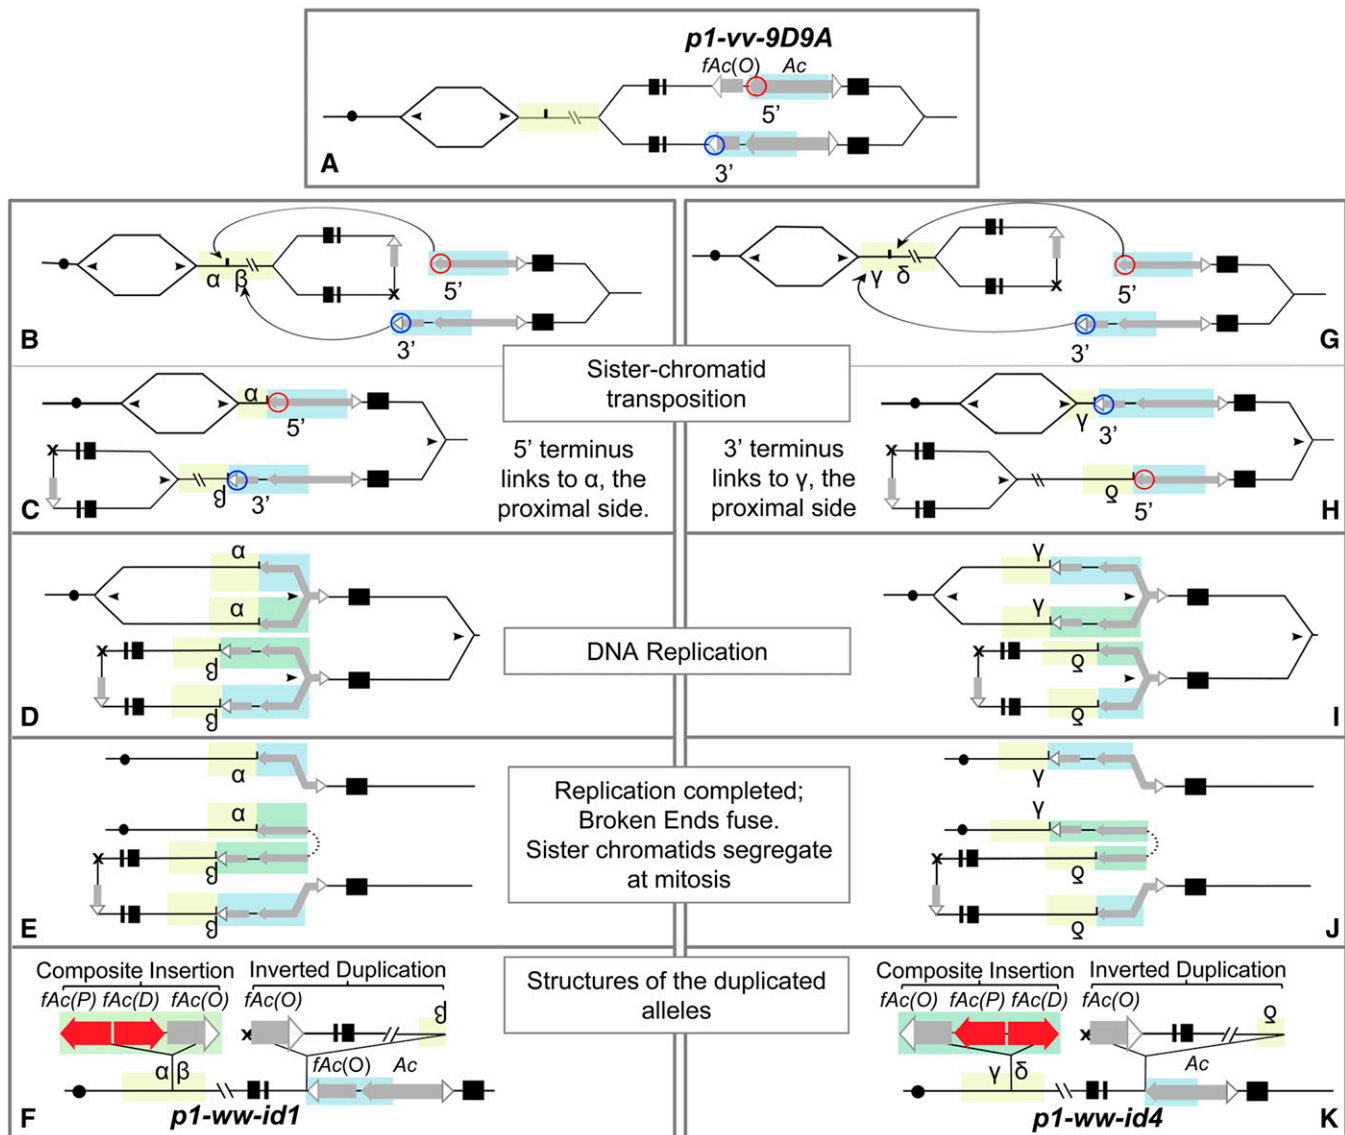 p1-vv-9D9A
fAc(O) Ac
5'
3'
A
α β
5'
3'
B
γ δ
5'
3'
G
Sister-chromatid
transposition
α
5'
β
3'
C
5' terminus
links to α, the
proximal side.
3' terminus
links to γ, the
proximal side
γ
3'
δ
5'
H
α
α
β
β
D
DNA Replication
γ
γ
δ
δ
I
α
α
β
β
E
Replication completed;
Broken Ends fuse.
Sister chromatids segregate
at mitosis
γ
γ
δ
δ
J
Composite Insertion Inverted Duplication
fAc(P) fAc(D) fAc(O) fAc(O)
x
β
α β
fAc(O) Ac
p1-ww-id1
F
Structures of the duplicated
alleles
Composite Insertion Inverted Duplication
fAc(O) fAc(P) fAc(D) fAc(O)
x
δ
γ δ
Ac
p1-ww-id4
K